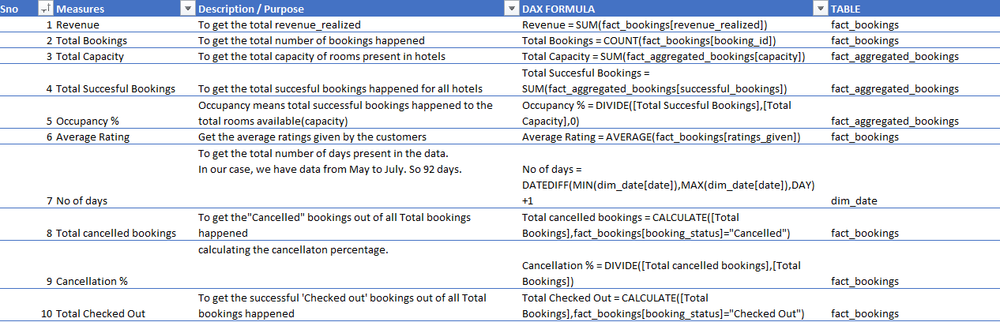 Sno Measures Description / Purpose DAX FORMULA TABLE
1 Revenue To get the total revenue_realized Revenue = SUM(fact_bookings[revenue_realized]) fact_bookings
2 Total Bookings To get the total number of bookings happened Total Bookings = COUNT(fact_bookings[booking_id]) fact_bookings
3 Total Capacity To get the total capacity of rooms present in hotels Total Capacity = SUM(fact_aggregated_bookings[capacity]) fact_aggregated_bookings
Total Succesful Bookings =
4 Total Succesful Bookings To get the total succesful bookings happened for all hotels SUM(fact_aggregated_bookings[successful_bookings]) fact_aggregated_bookings
Occupancy means total successful bookings happened to the Occupancy % = DIVIDE([Total Succesful Bookings],[Total
5 Occupancy % total rooms available(capacity) Capacity],0) fact_aggregated_bookings
6 Average Rating Get the average ratings given by the customers Average Rating = AVERAGE(fact_bookings[ratings_given]) fact_bookings
To get the total number of days present in the data.
In our case, we have data from May to July. So 92 days. No of days =
DATEDIFF(MIN(dim_date[date]),MAX(dim_date[date]),DAY)
7 No of days +1 dim_date
To get the"Cancelled" bookings out of all Total bookings Total cancelled bookings = CALCULATE([Total
8 Total cancelled bookings happened Bookings],fact_bookings[booking_status]="Cancelled") fact_bookings
calculating the cancellaton percentage.
Cancellation % = DIVIDE([Total cancelled bookings],[Total
9 Cancellation % Bookings]) fact_bookings
To get the successful 'Checked out' bookings out of all Total Total Checked Out = CALCULATE([Total
10 Total Checked Out bookings happened Bookings],fact_bookings[booking_status]="Checked Out") fact_bookings